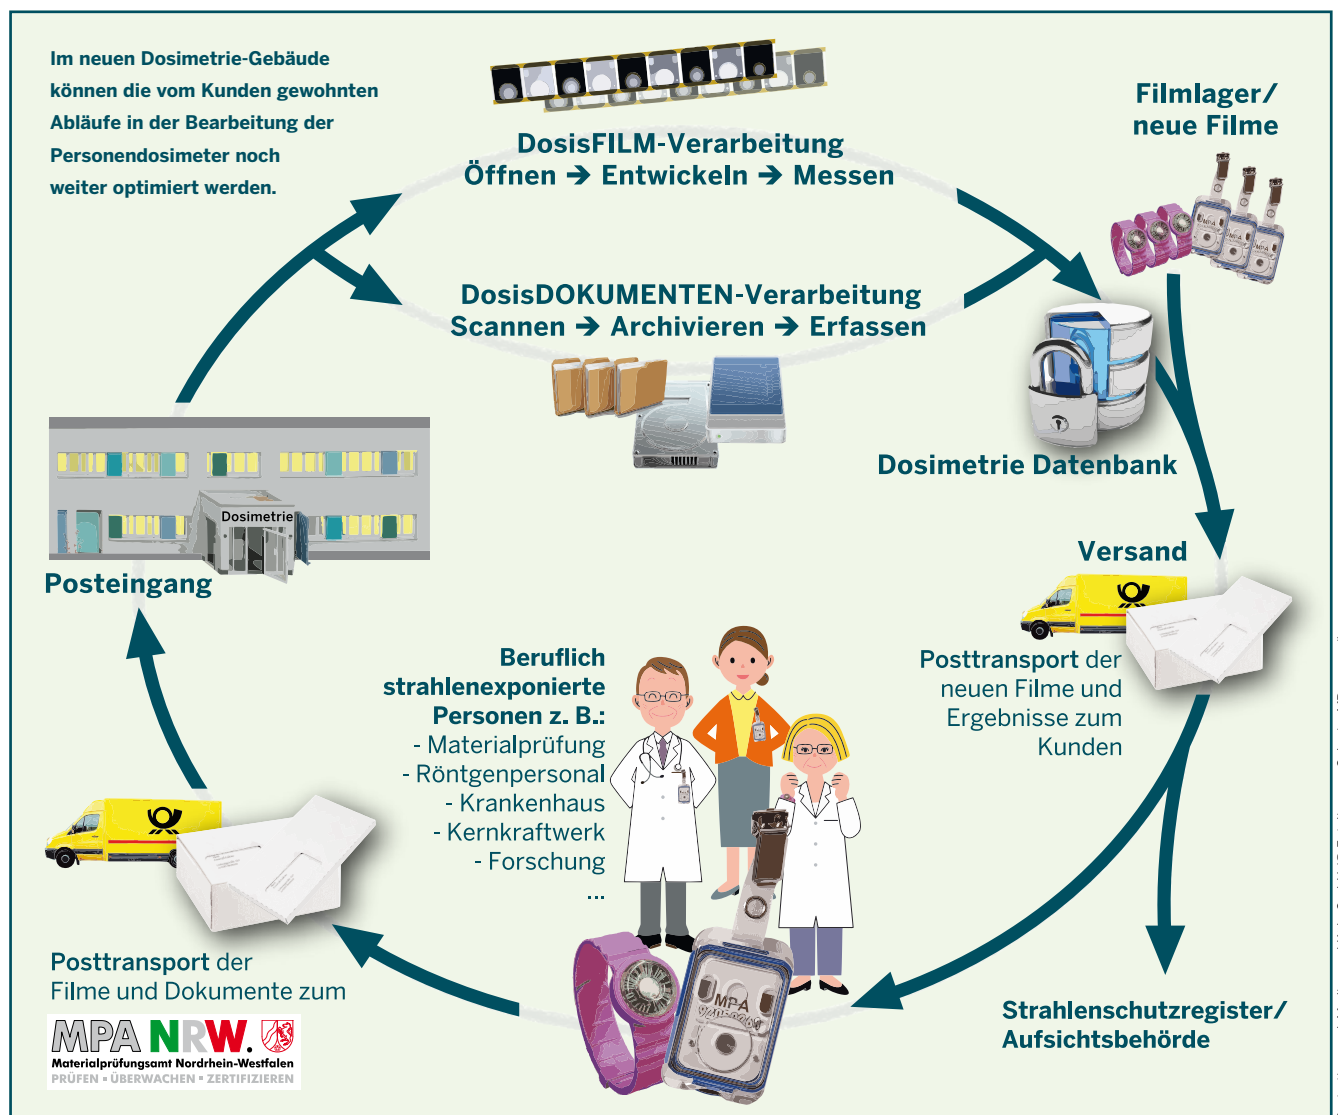 Im neuen Dosimetrie-Gebäude
können die vom Kunden gewohnten
Abläufe in der Bearbeitung der
Personendosimeter noch
weiter optimiert werden.
DosisFILM-Verarbeitung
Öffnen → Entwickeln → Messen
Filmlager/
neue Filme
DosisDOKUMENTEN-Verarbeitung
Scannen → Archivieren → Erfassen
Dosimetrie Datenbank
Dosimetrie
Posteingang
Versand
Posttransport der
neuen Filme und
Ergebnisse zum
Kunden
Beruflich
strahlenexponierte
Personen z. B.:
- Materialprüfung
- Röntgenpersonal
- Krankenhaus
- Kernkraftwerk
- Forschung
...
MPA
Strahlenschutzregister/
Aufsichtsbehörde
Posttransport der
Filme und Dokumente zum
MPA NRW.
Materialprüfungsamt Nordrhein-Westfalen
PRÜFEN ▪ ÜBERWACHEN ▪ ZERTIFIZIEREN